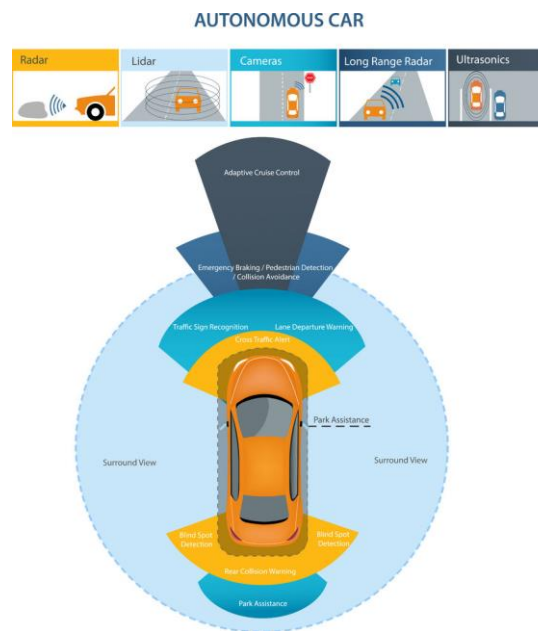 AUTONOMOUS CAR
Radar
Lidar
Cameras
Long Range Radar
Ultrasonics
STOP
Adaptive Cruise Control
Emergency Braking / Pedestrian Detection
/ Collision Avoidance
Traffic Sign Recognition
Lane Departure Warning
Cross Traffic Alert
Park Assistance
Surround View
Surround View
Blind Spot
Detection
Blind Spot
Detection
Rear Collision Warning
Park Assistance